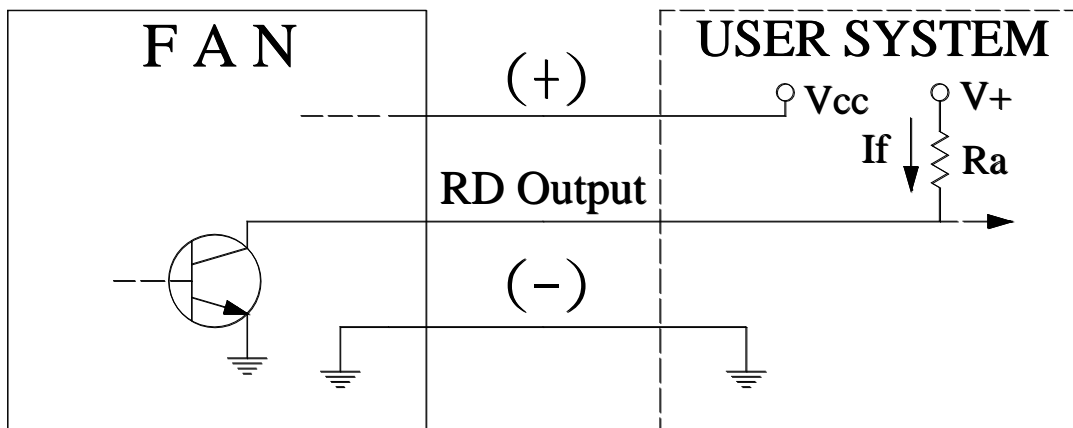 F A N
USER SYSTEM
(+)
Vcc
V+
If
Ra
RD Output
(-)